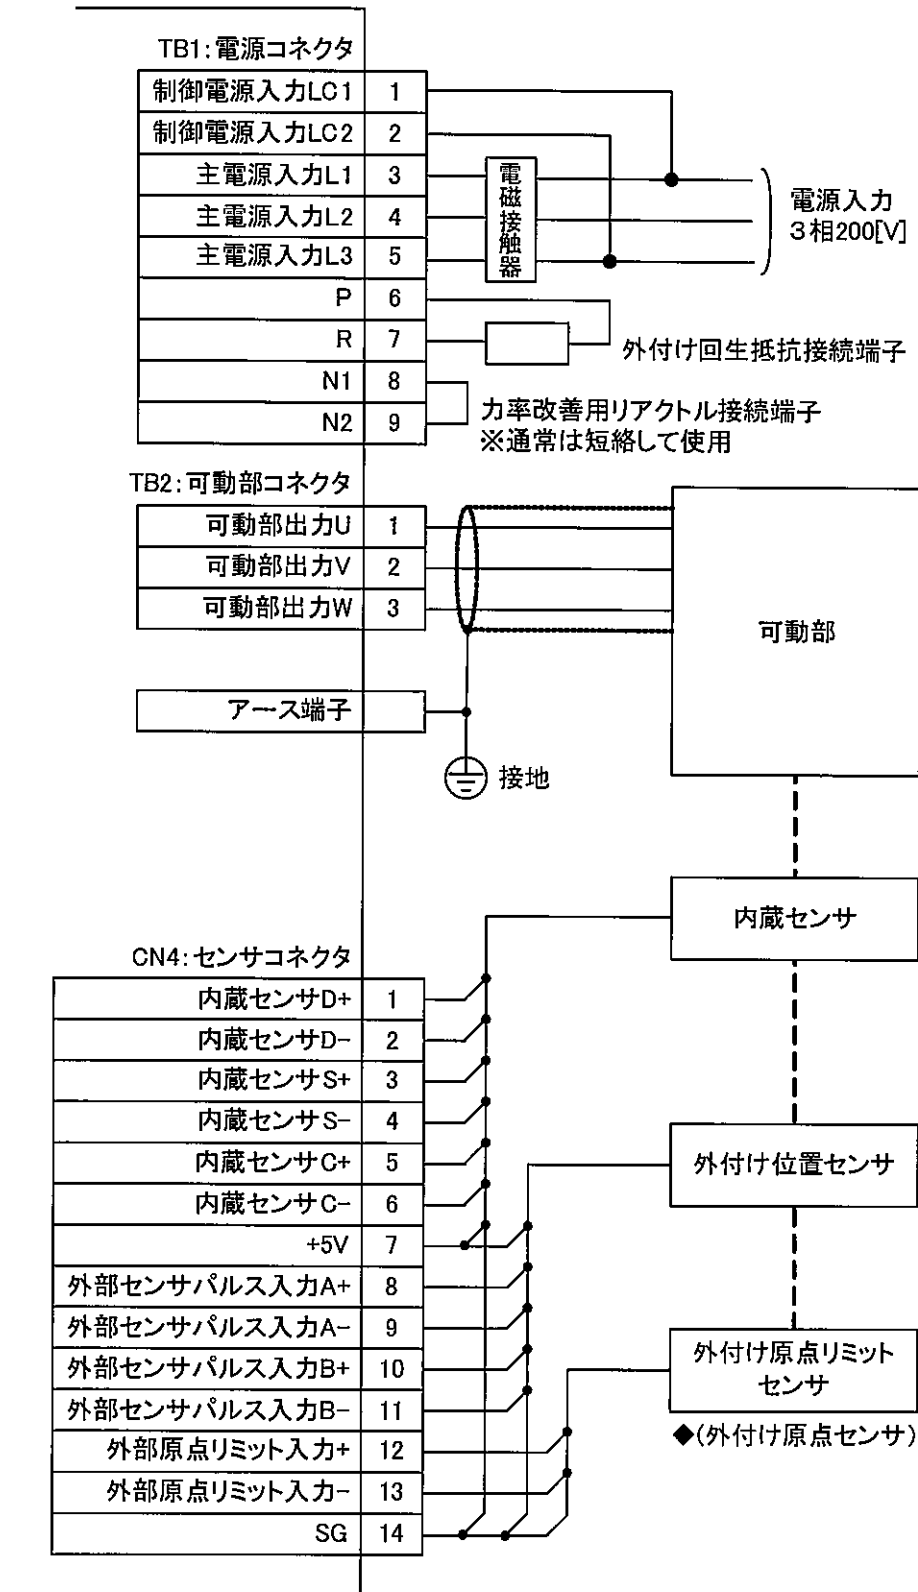 TB1:電源コネクタ
制御電源入力LC1 1
制御電源入力LC2 2
主電源入力L1 3
主電源入力L2 4
主電源入力L3 5
P 6
R 7
N1 8
N2 9
電磁接触器
電源入力
3相200[V]
外付け回生抵抗接続端子
力率改善用リアクトル接続端子
※通常は短絡して使用
TB2:可動部コネクタ
可動部出力U 1
可動部出力V 2
可動部出力W 3
可動部
アース端子
接地
内蔵センサ
CN4:センサコネクタ
内蔵センサD+ 1
内蔵センサD- 2
内蔵センサS+ 3
内蔵センサS- 4
内蔵センサC+ 5
内蔵センサC- 6
+5V 7
外部センサパルス入力A+ 8
外部センサパルス入力A- 9
外部センサパルス入力B+ 10
外部センサパルス入力B- 11
外部原点リミット入力+ 12
外部原点リミット入力- 13
SG 14
外付け位置センサ
外付け原点リミット
センサ
◆(外付け原点センサ)